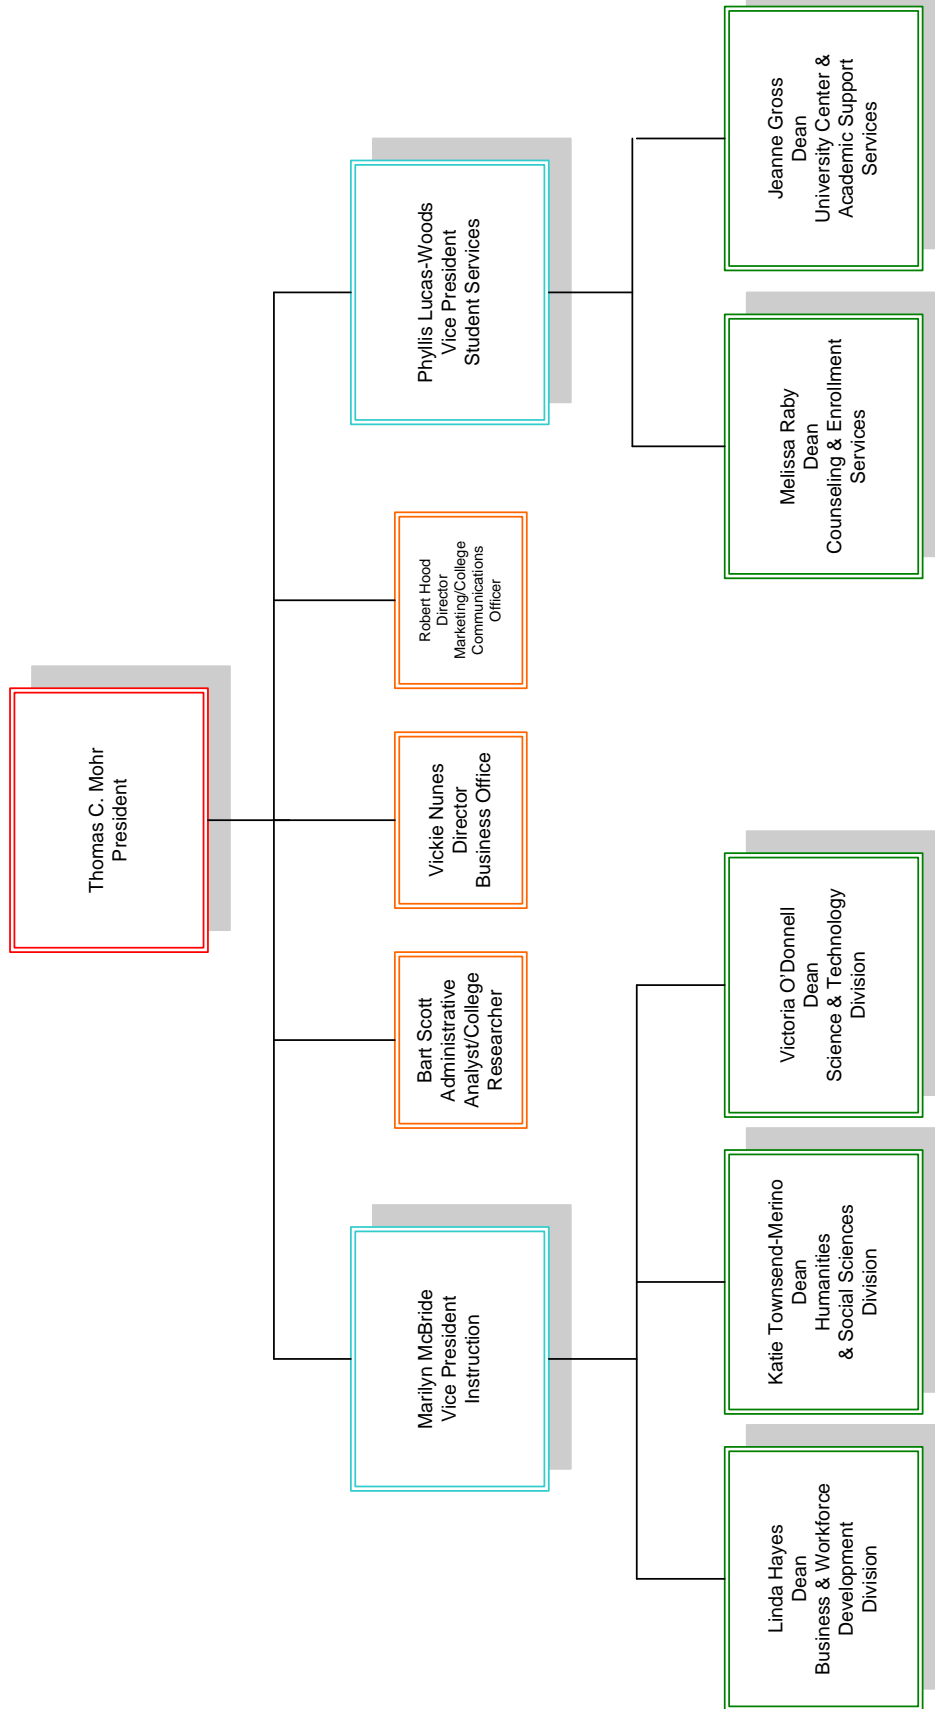 Thomas C. Mohr
President
Marilyn McBride
Vice President
Instruction
Bart Scott
Administrative
Analyst/College
Researcher
Vickie Nunes
Director
Business Office
Robert Hood
Director
Marketing/College
Communications
Officer
Phyllis Lucas-Woods
Vice President
Student Services
Linda Hayes
Dean
Business & Workforce
Development
Division
Katie Townsend-Merino
Dean
Humanities
& Social Sciences
Division
Victoria O'Donnell
Dean
Science & Technology
Division
Melissa Raby
Dean
Counseling & Enrollment
Services
Jeanne Gross
Dean
University Center &
Academic Support
Services